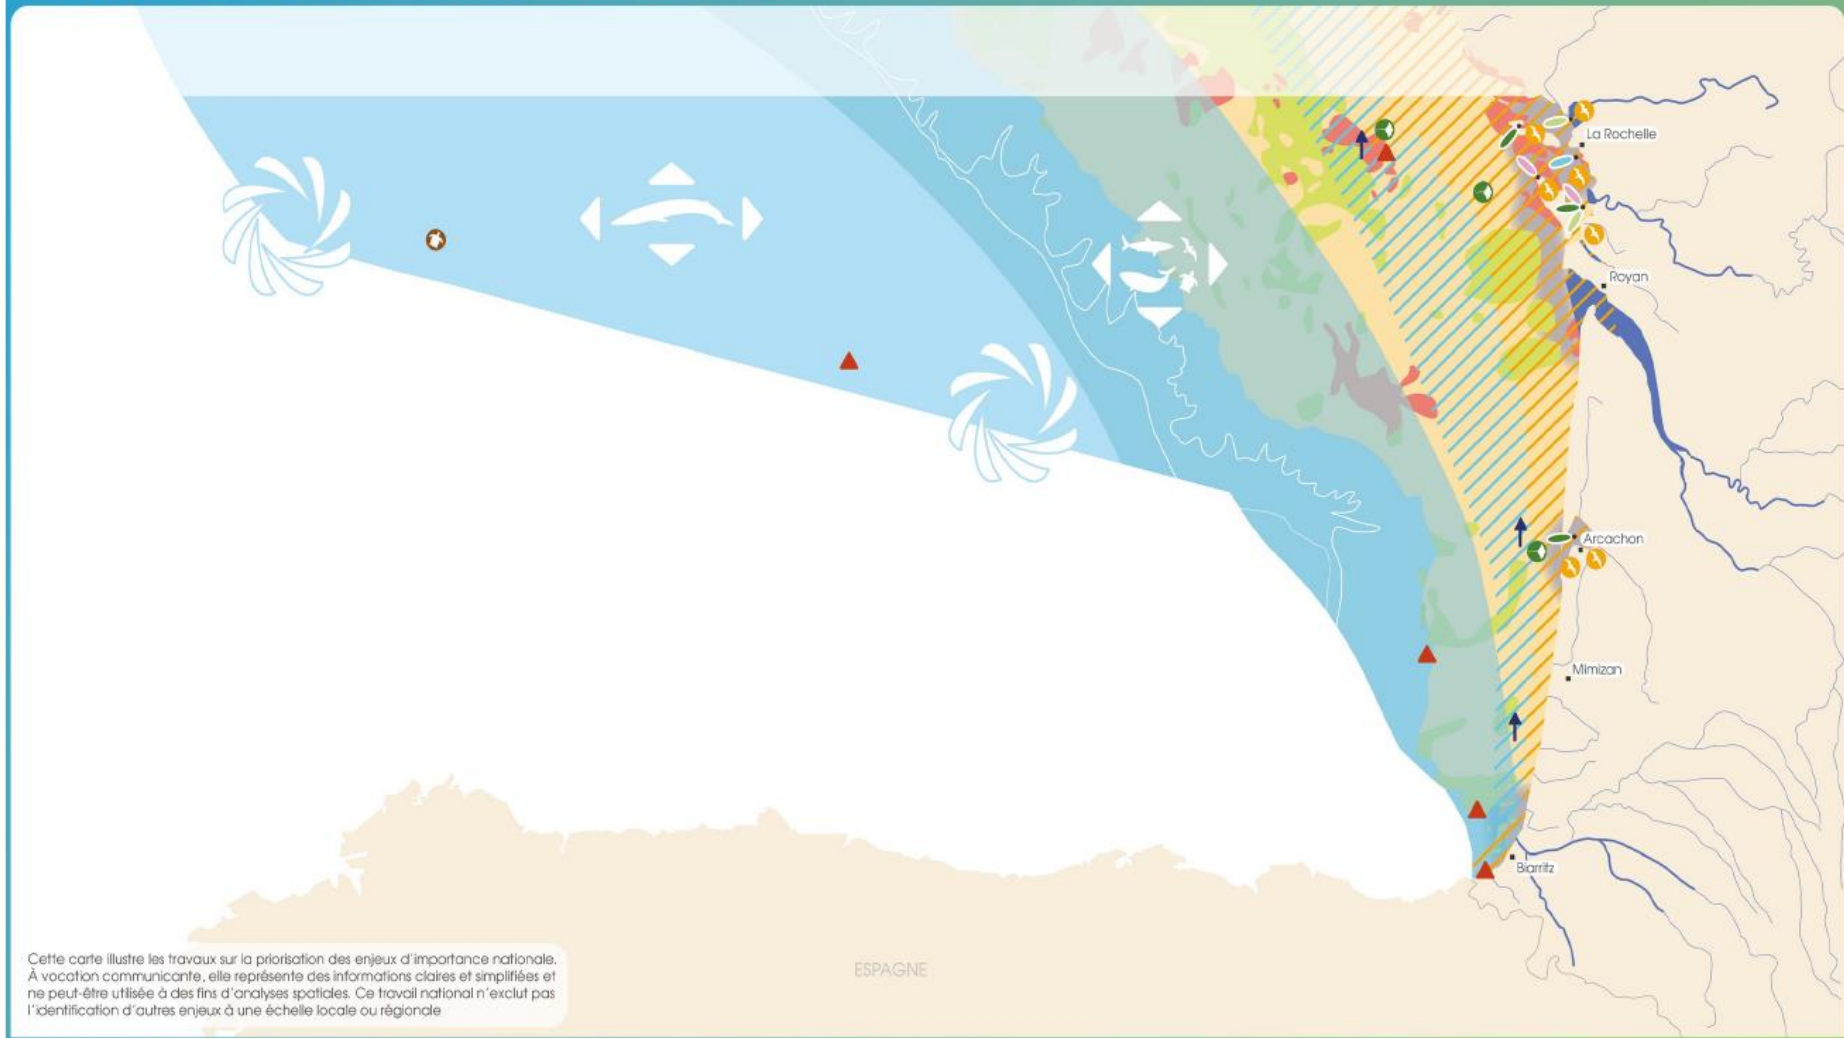 La Rochelle
Royan
Arcachon
Mimizan
Biarritz
ESPAGNE
Cette carte illustre les travaux sur la priorisation des enjeux d'importance nationale.
À vocation communicante, elle représente des informations claires et simplifiées et
ne peut-être utilisée à des fins d'analyses spatiales. Ce travail national n'exclut pas
l'identification d'autres enjeux à une échelle locale ou régionale